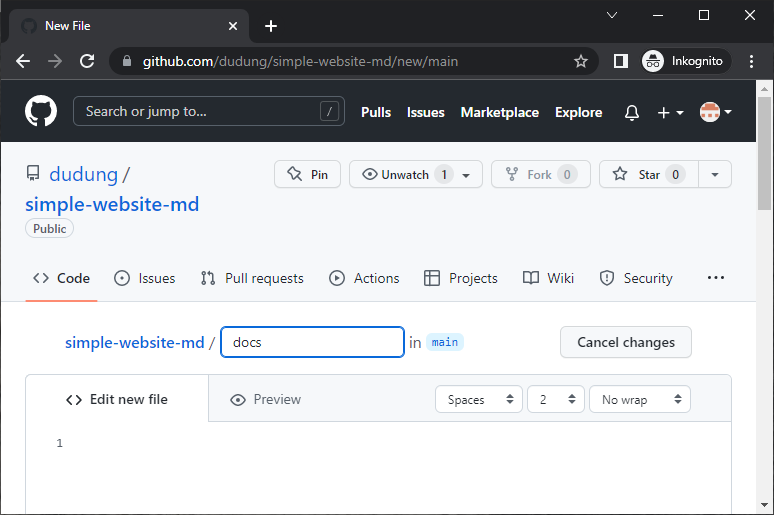 New File
github.com/dudung/simple-website-md/new/main
Inkognito
Search or jump to... /
Pulls Issues Marketplace Explore
dudung /
simple-website-md
Public
Pin
Unwatch 1
Fork 0
Star 0
Code Issues Pull requests Actions Projects Wiki Security
simple-website-md / docs in main Cancel changes
Edit new file Preview Spaces 2 No wrap
1